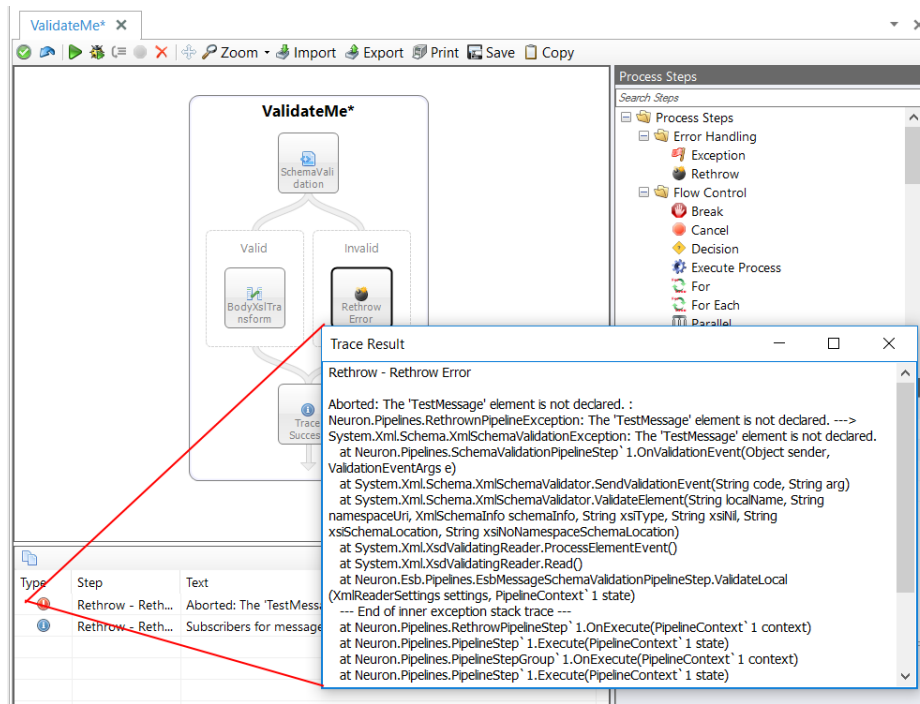 ValidateMe*
Zoom Import Export Print Save Copy
Process Steps
Search Steps
Process Steps
Error Handling
Exception
Rethrow
Flow Control
Break
Cancel
Decision
Execute Process
For
For Each
Parallel
ValidateMe*
SchemaVali
dation
Valid
Invalid
BodyXslTra
nsform
Rethrow
Error
Trace
Succes
Trace Result
Rethrow - Rethrow Error
Aborted: The 'TestMessage' element is not declared. :
Neuron.Pipelines.RethrownPipelineException: The 'TestMessage' element is not declared. --->
System.Xml.Schema.XmlSchemaValidationException: The 'TestMessage' element is not declared.
at Neuron.Pipelines.SchemaValidationPipelineStep`1.OnValidationEvent(Object sender,
ValidationEventArgs e)
at System.Xml.Schema.XmlSchemaValidator.SendValidationEvent(String code, String arg)
at System.Xml.Schema.XmlSchemaValidator.ValidateElement(String localName, String
namespaceUri, XmlSchemaInfo schemaInfo, String xsiType, String xsiNil, String
xsiSchemaLocation, String xsiNoNamespaceSchemaLocation)
at System.Xml.XsdValidatingReader.ProcessElementEvent()
at System.Xml.XsdValidatingReader.Read()
at Neuron.Esb.Pipelines.EsbMessageSchemaValidationPipelineStep.ValidateLocal
(XmlReaderSettings settings, PipelineContext`1 state)
--- End of inner exception stack trace ---
at Neuron.Pipelines.RethrowPipelineStep`1.OnExecute(PipelineContext`1 context)
at Neuron.Pipelines.PipelineStep`1.Execute(PipelineContext`1 state)
at Neuron.Pipelines.PipelineStepGroup`1.OnExecute(PipelineContext`1 context)
at Neuron.Pipelines.PipelineStep`1.Execute(PipelineContext`1 state)
Type Step Text
Rethrow - Reth... Aborted: The 'TestMessa
Rethrow - Reth... Subscribers for message